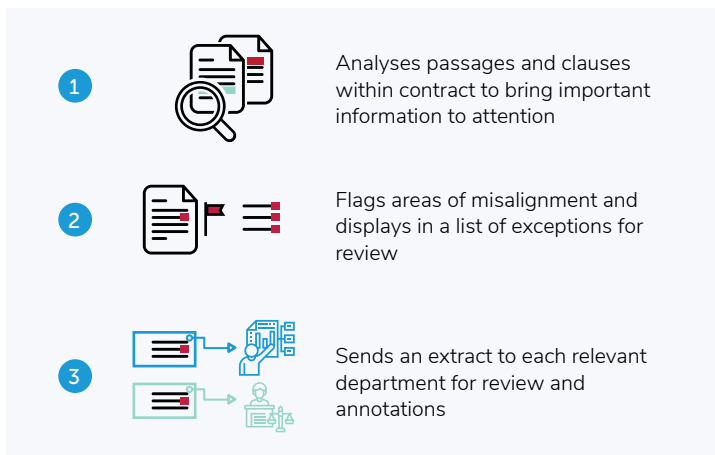 1
Analyses passages and clauses
within contract to bring important
information to attention
2
Flags areas of misalignment and
displays in a list of exceptions for
review
3
Sends an extract to each relevant
department for review and
annotations